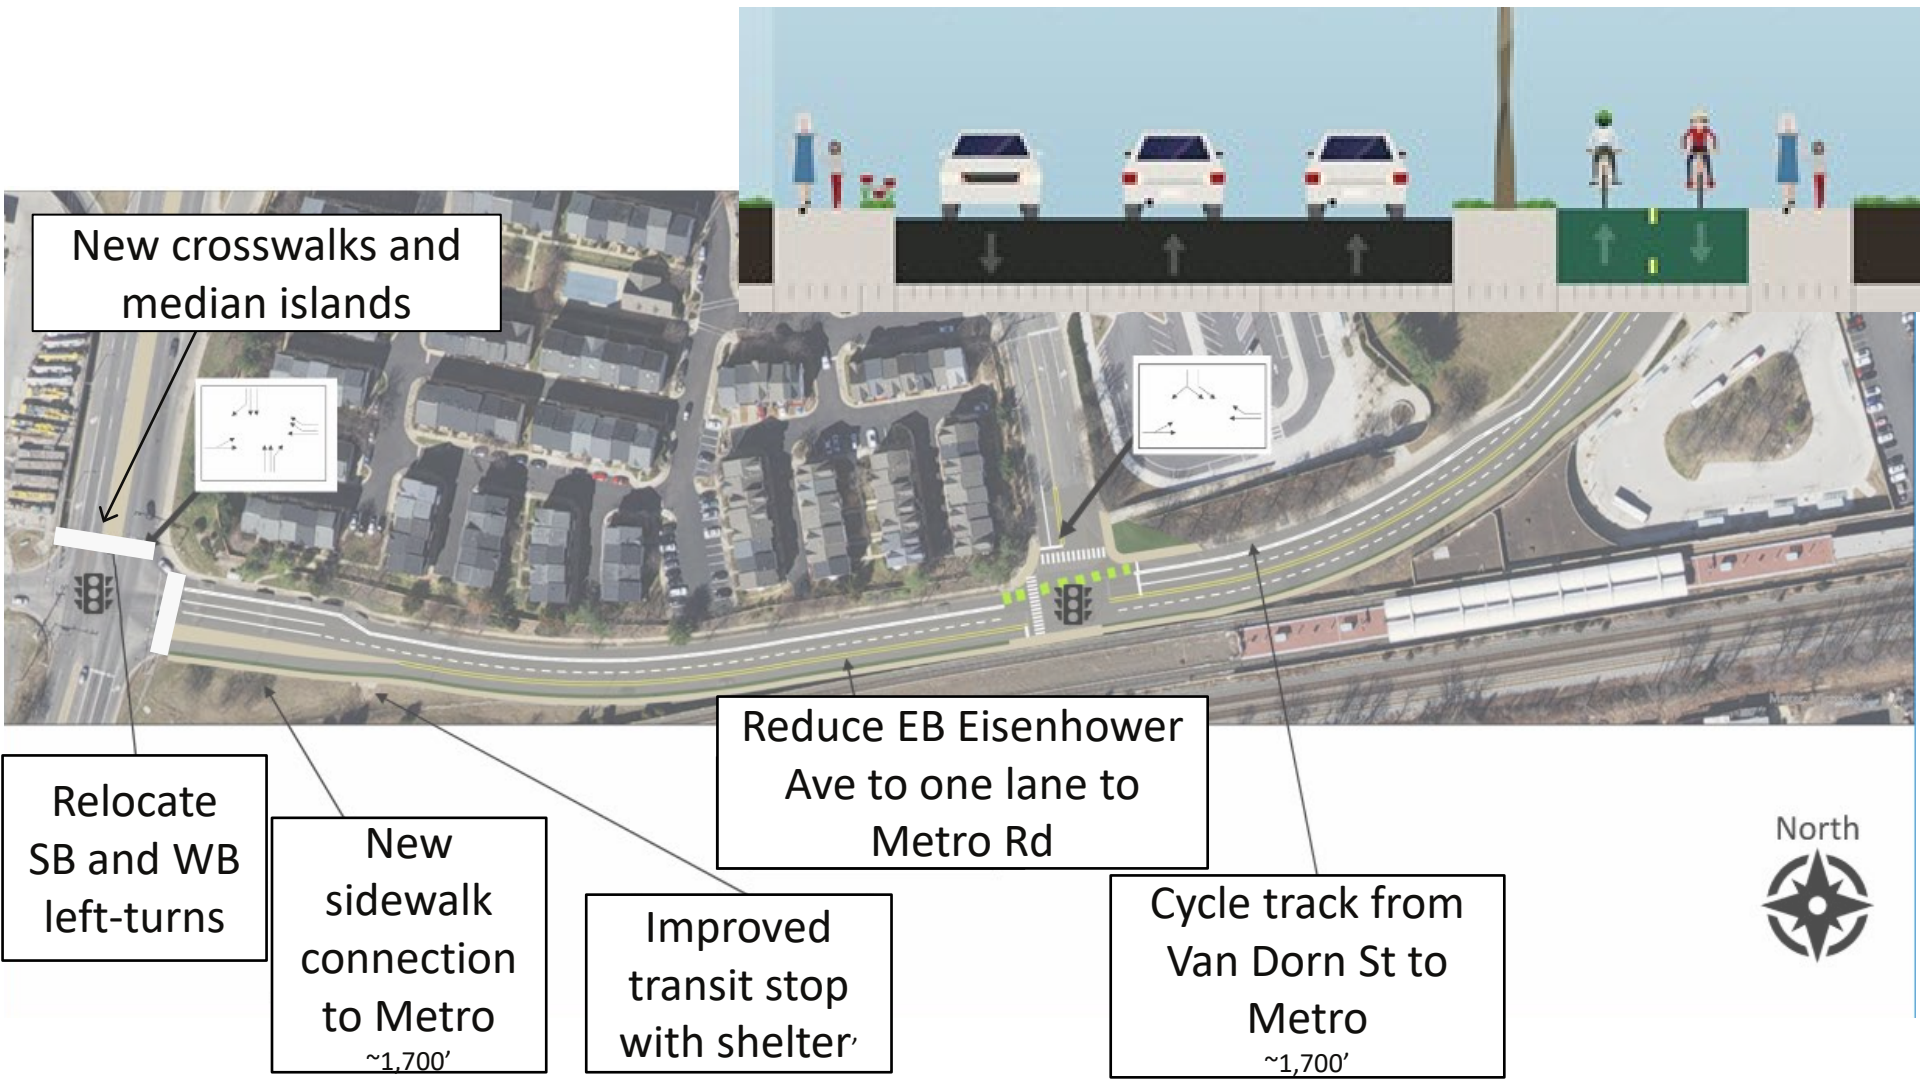 New crosswalks and
median islands
Relocate
SB and WB
left-turns
New
sidewalk
connection
to Metro
~1,700’
Improved
transit stop
with shelter’
Reduce EB Eisenhower
Ave to one lane to
Metro Rd
Cycle track from
Van Dorn St to
Metro
~1,700’
North